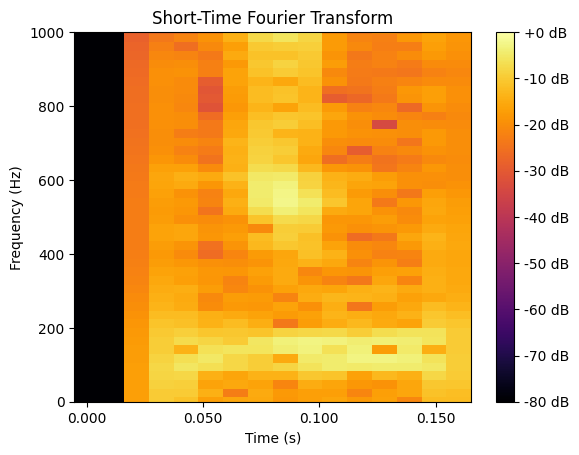 Short-Time Fourier Transform
1000
800
600
400
200
0
Frequency (Hz)
0.000
0.050
0.100
0.150
Time (s)
+0 dB
-10 dB
-20 dB
-30 dB
-40 dB
-50 dB
-60 dB
-70 dB
-80 dB